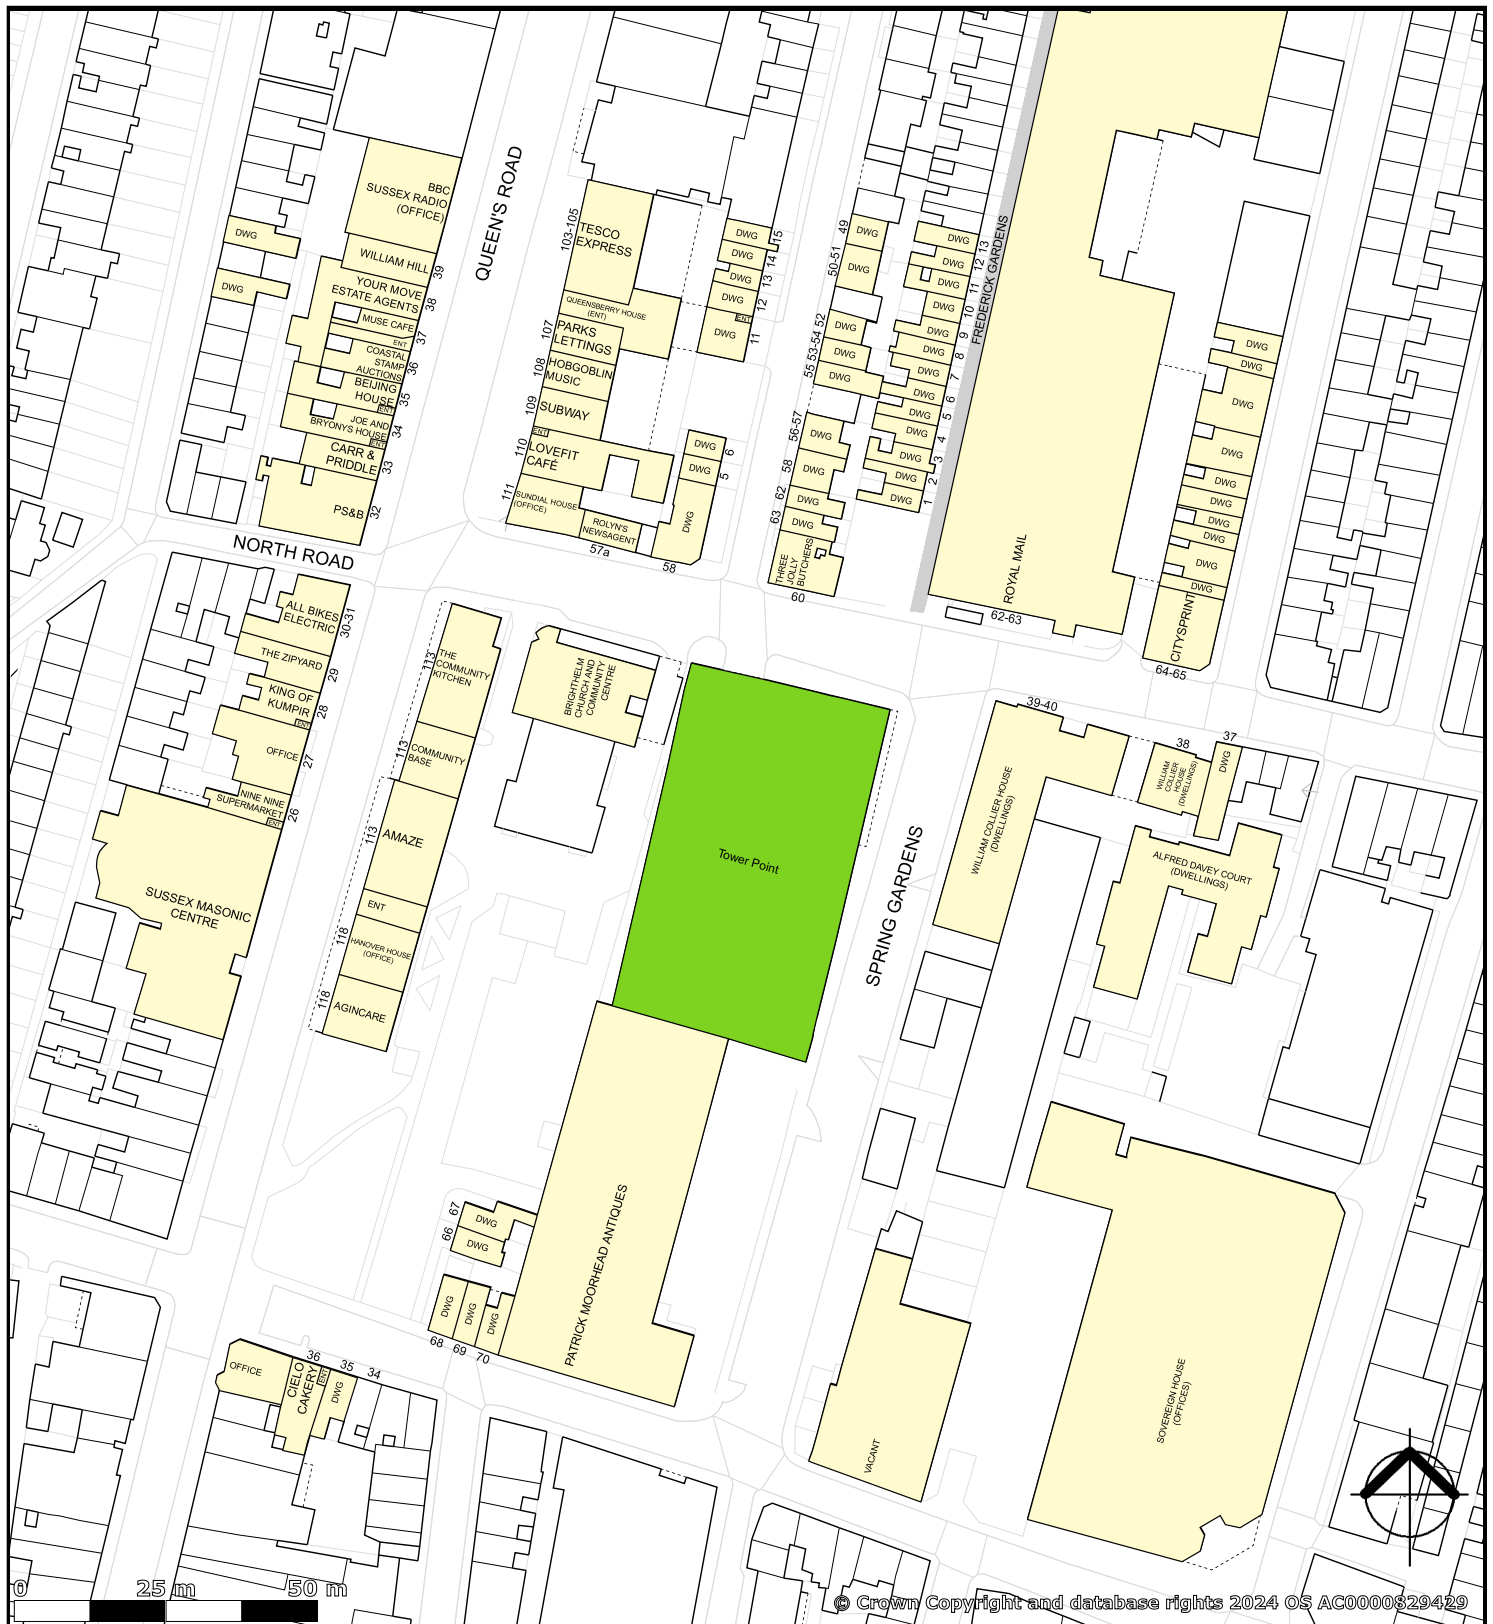 BBC
SUSSEX RADIO
(OFFICE)
WILLIAM HILL
39
YOUR MOVE
ESTATE AGENTS
38
MUSE CAFE
37
ENT
COASTAL
STAMP
AUCTIONS
36
BEIJING
HOUSE
35
ENT
JOE AND
BRYONYS HOUSE
34
ENT
CARR &
PRIDDLE
33
PS&B
32
DWG
DWG
QUEEN'S ROAD
NORTH ROAD
103-105
TESCO
EXPRESS
QUEENSBERRY HOUSE
(ENT)
107
PARKS
LETTINGS
108
HOBGOBLIN
MUSIC
109
SUBWAY
ENT
110
LOVEFIT
CAFÉ
111
SUNDIAL HOUSE
(OFFICE)
ROLYN'S
NEWSAGENT
57a
58
DWG
DWG
15
DWG
14
DWG
13
DWG
12
ENT
DWG
11
DWG
6
DWG
5
49
DWG
50-51
DWG
52
DWG
53-54
DWG
55
DWG
56-57
DWG
58
DWG
62
DWG
63
DWG
THREE
JOLLY
BUTCHERS
60
DWG
13
DWG
12
DWG
11
DWG
10
DWG
9
DWG
8
DWG
7
DWG
6
DWG
5
DWG
4
DWG
3
DWG
2
DWG
1
FREDERICK GARDENS
ROYAL MAIL
62-63
DWG
DWG
DWG
DWG
DWG
DWG
DWG
DWG
DWG
DWG
CITYSPRINT
64-65
ALL BIKES
ELECTRIC
30-31
THE ZIPYARD
29
KING OF
KUMPIR
28
ENT
OFFICE
27
NINE NINE
SUPERMARKET
26
ENT
SUSSEX MASONIC
CENTRE
113
THE
COMMUNITY
KITCHEN
113
COMMUNITY
BASE
113
AMAZE
ENT
118
HANOVER HOUSE
(OFFICE)
118
AGINCARE
BRIGHTHELM
CHURCH AND
COMMUNITY
CENTRE
Tower Point
SPRING GARDENS
39-40
WILLIAM COLLIER HOUSE
(DWELLINGS)
38
WILLIAM
COLLIER
HOUSE
(DWELLINGS)
37
DWG
ALFRED DAVEY COURT
(DWELLINGS)
PATRICK MOORHEAD ANTIQUES
67
DWG
66
DWG
DWG
DWG
DWG
68
69
70
OFFICE
36
CIELO
CAKERY
ENT
35
DWG
34
VACANT
SOVEREIGN HOUSE
(OFFICES)
0
25 m
50 m
© Crown Copyright and database rights 2024 OS AC0000829429